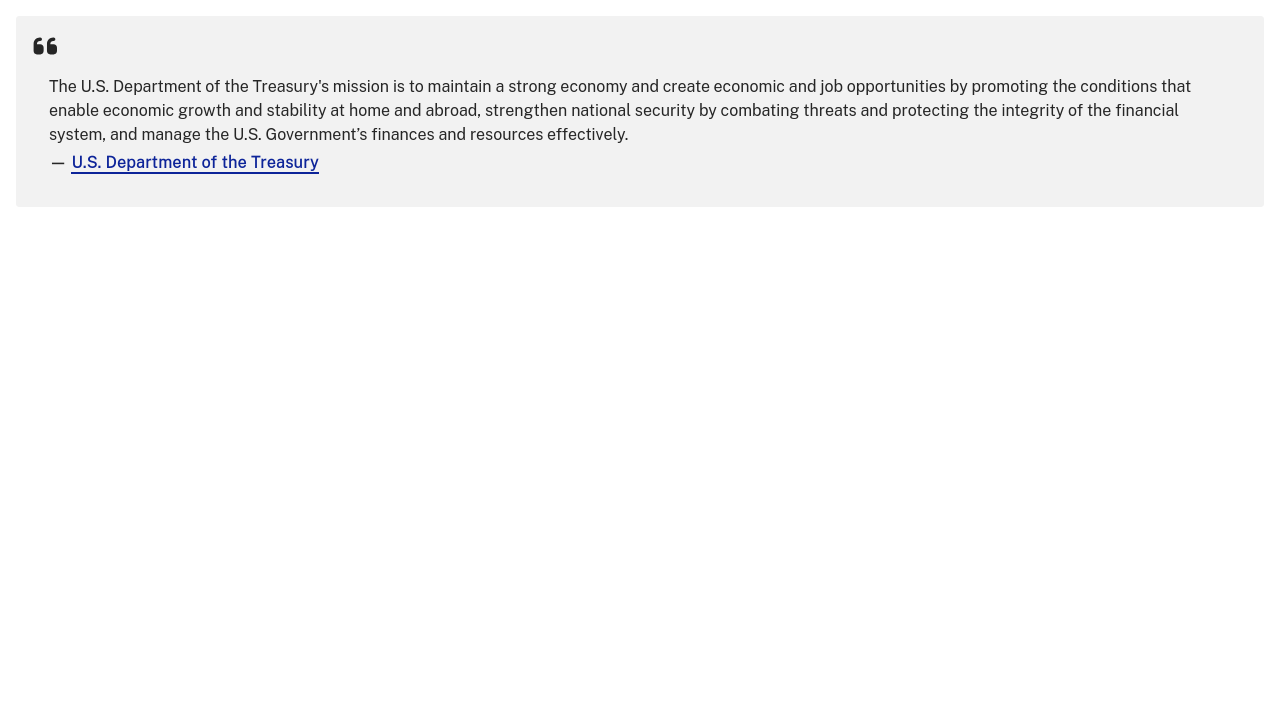 The U.S. Department of the Treasury's mission is to maintain a strong economy and create economic and job opportunities by promoting the conditions that
enable economic growth and stability at home and abroad, strengthen national security by combating threats and protecting the integrity of the financial
system, and manage the U.S. Government’s finances and resources effectively.
— U.S. Department of the Treasury